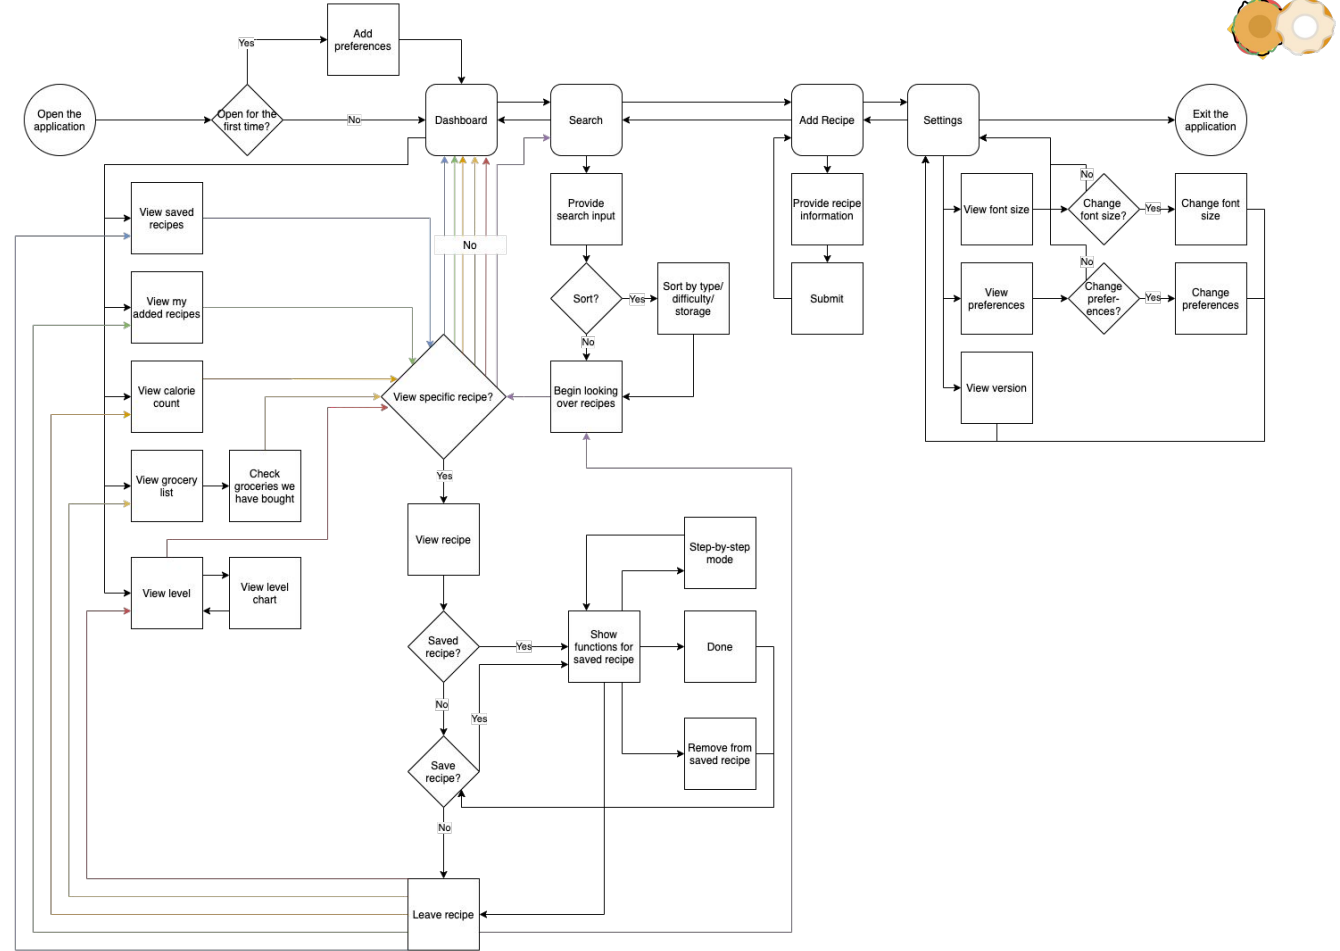 Add
preferences
Yes
Open the
application
Open for the
first time?
No
Dashboard
Search
Add Recipe
Settings
Exit the
application
View saved
recipes
No
Provide
search input
Provide recipe
information
View font size
No
Change
font size?
Yes
Change font
size
View my
added recipes
Sort?
Yes
Sort by type/
difficulty/
storage
Submit
View
preferences
No
Change
prefer-
ences?
Yes
Change
preferences
No
View calorie
count
View specific recipe?
Begin looking
over recipes
View version
View grocery
list
Check
groceries we
have bought
Yes
View recipe
Step-by-step
mode
View level
View level
chart
Saved
recipe?
Yes
Show
functions for
saved recipe
Done
No
Yes
Save
recipe?
Remove from
saved recipe
No
Leave recipe